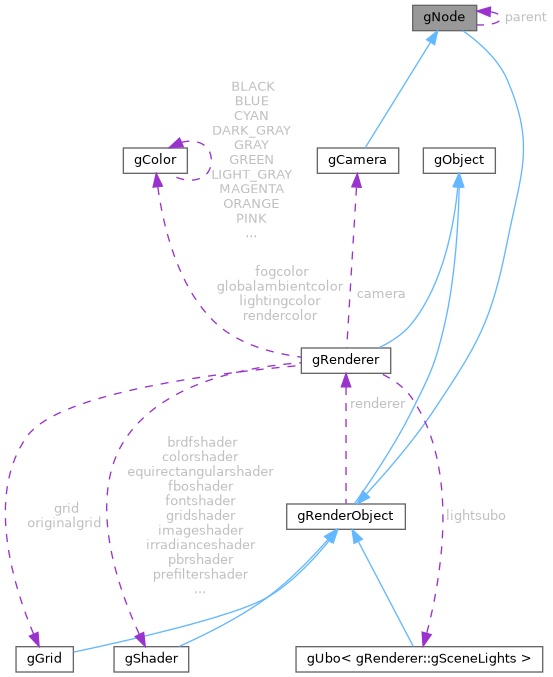 gNode
parent
BLACK
BLUE
CYAN
DARK_GRAY
GRAY
GREEN
LIGHT_GRAY
MAGENTA
ORANGE
PINK
...
gColor
gCamera
gObject
fogcolor
globalambientcolor
lightingcolor
rendercolor
camera
gRenderer
renderer
brdfshader
colorshader
equirectangularshader
fboshader
fontshader
gridshader
imageshader
irradianceshader
pbrshader
prefiltershader
...
grid
originalgrid
gRenderObject
lightsubo
gGrid
gShader
gUbo< gRenderer::gSceneLights >